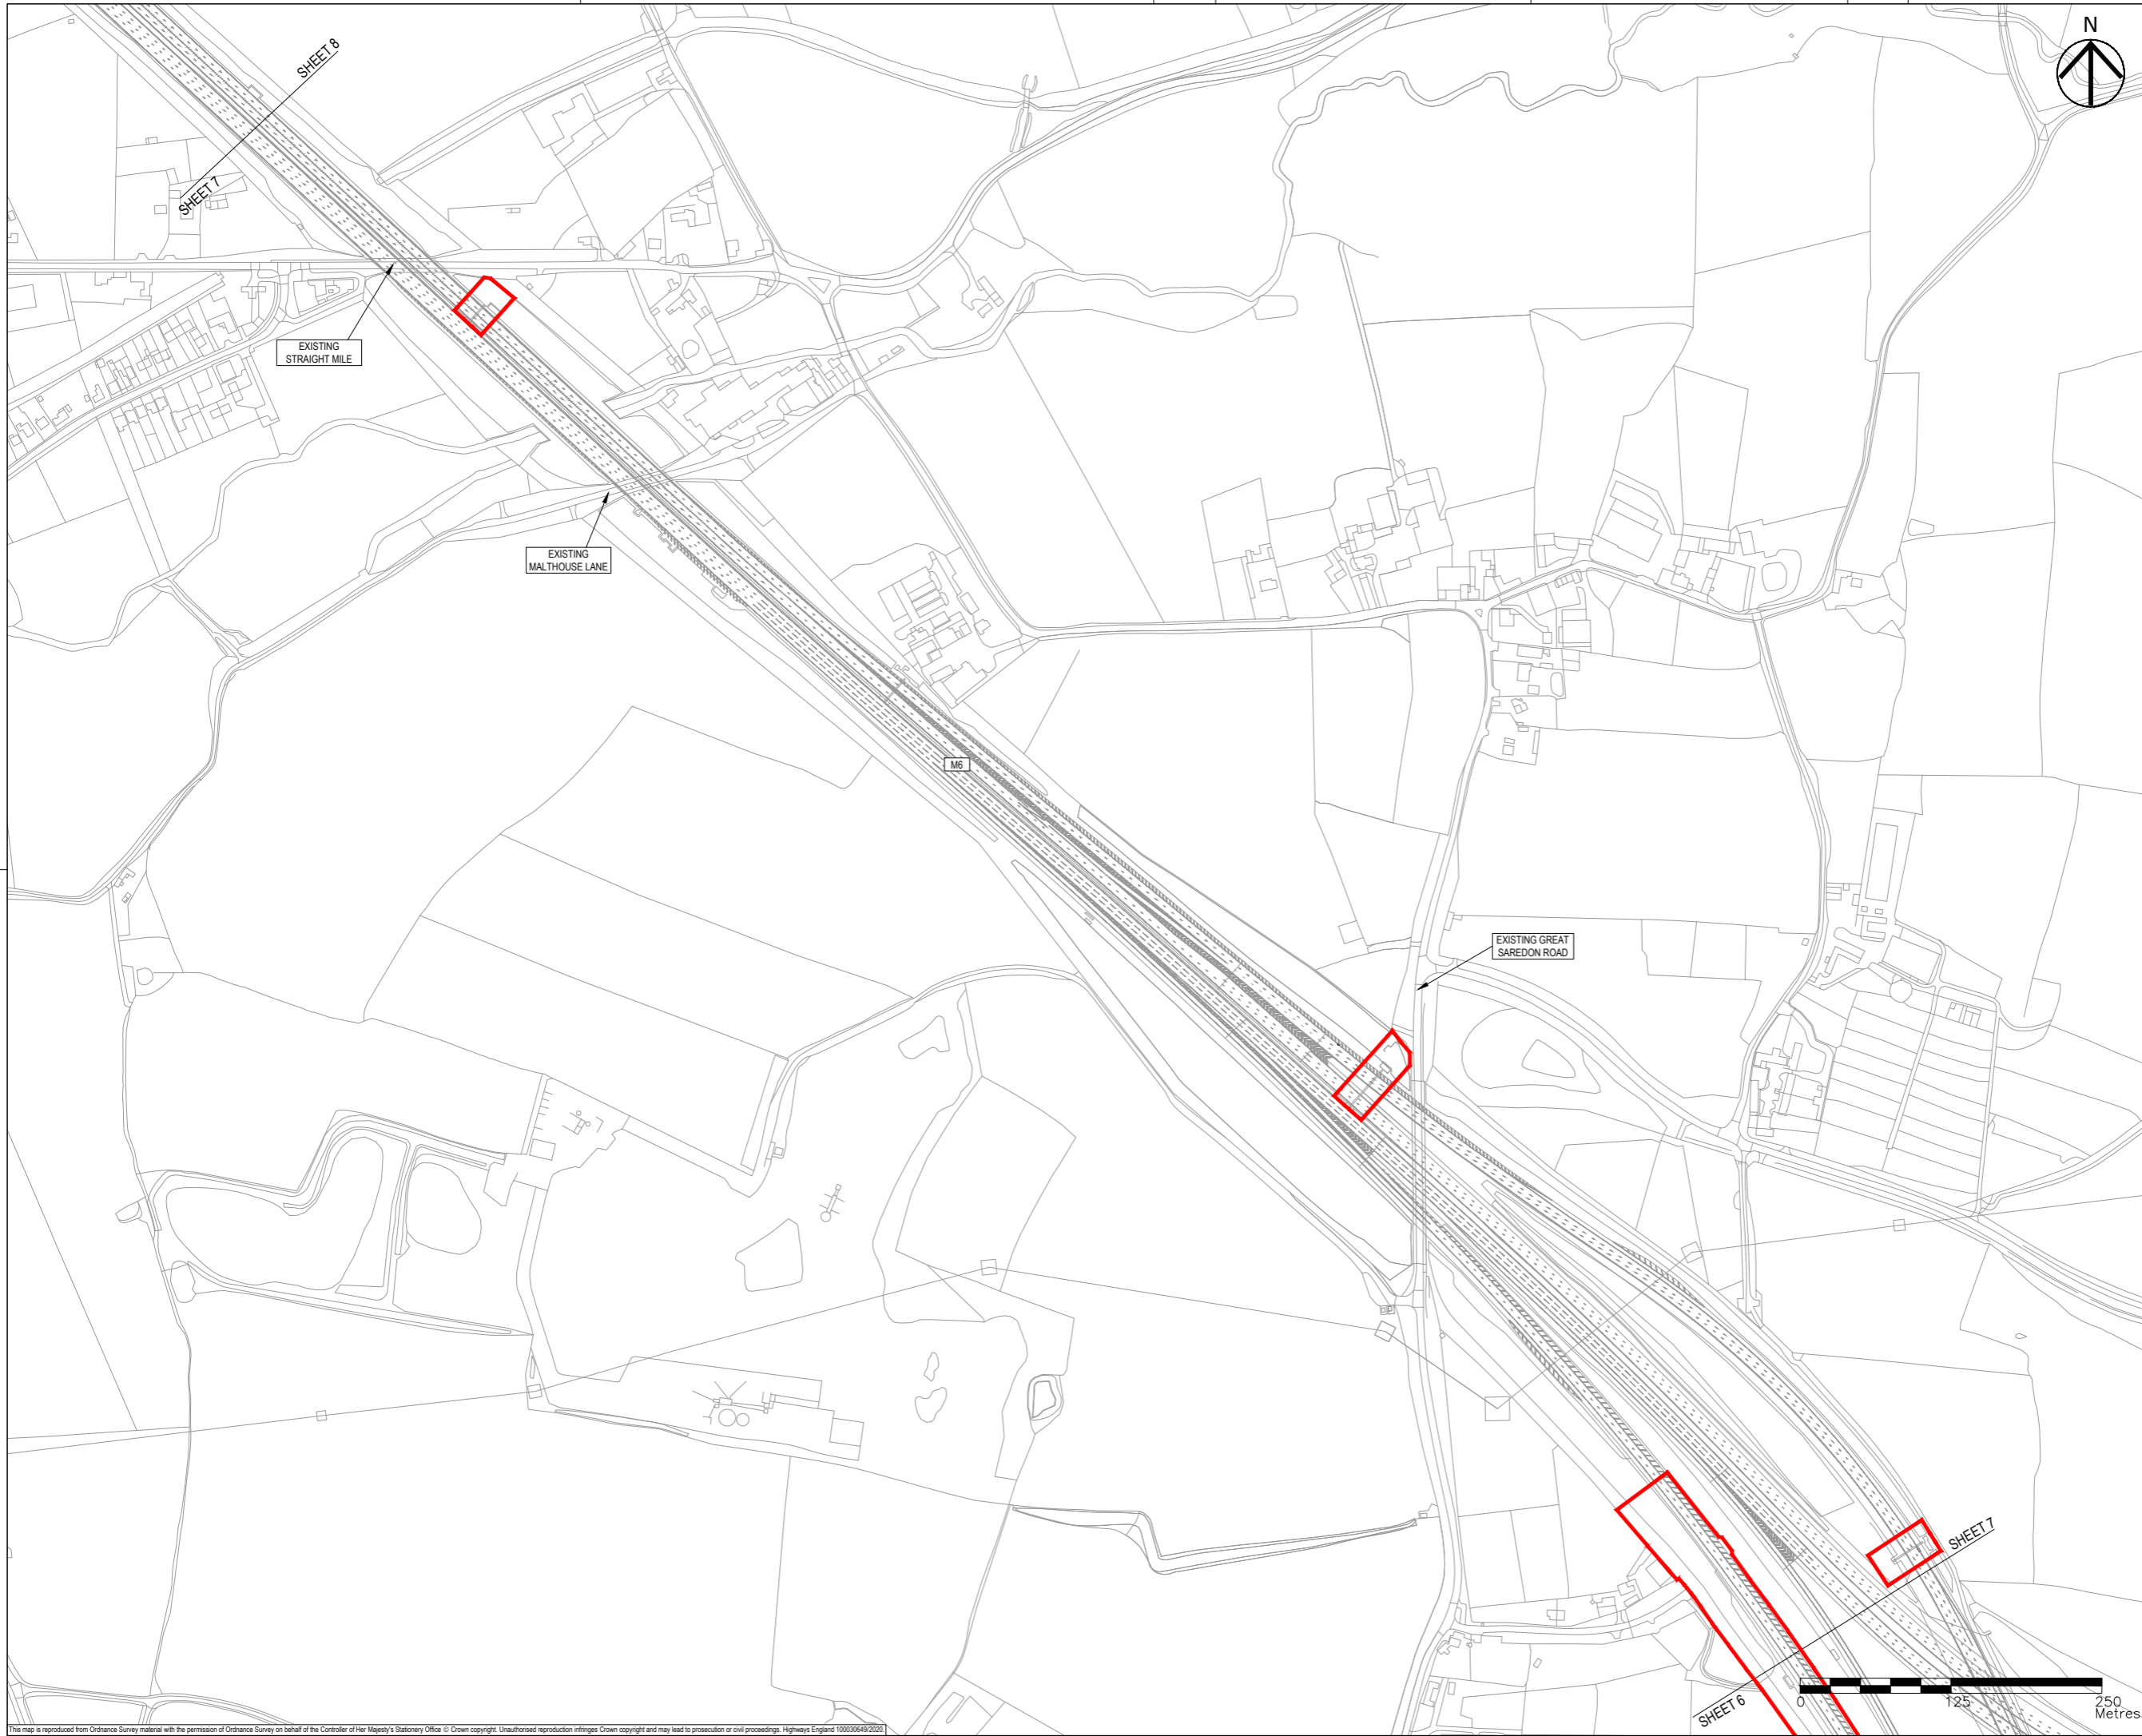 N
SHEET 8
SHEET 7
EXISTING
STRAIGHT MILE
EXISTING
MALTHOUSE LANE
M6
EXISTING GREAT
SAREDON ROAD
SHEET 7
SHEET 6
0 125 250
Metres
This map is reproduced from Ordnance Survey material with the permission of Ordnance Survey on behalf of the Controller of Her Majesty's Stationery Office © Crown copyright. Unauthorised reproduction infringes Crown copyright and may lead to prosecution or civil proceedings. Highways England 100030649/2020.